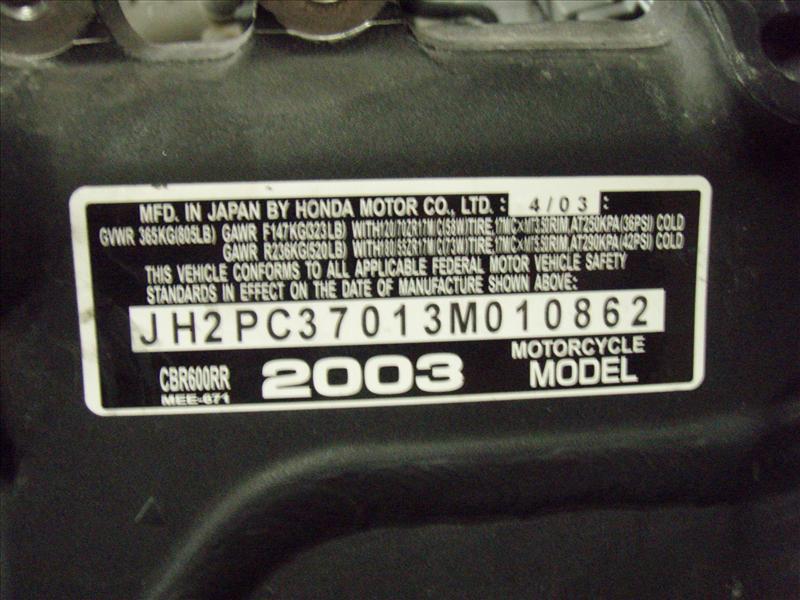 MFD. IN JAPAN BY HONDA MOTOR CO., LTD. : 4/03 :
GVWR 365KG(805LB) GAWR F147KG(323LB) WITH120/70ZR17M/C(58W)TIRE,17M/C×MT3.50RIM,AT250KPA(36PSI) COLD
GAWR R236KG(520LB) WITH180/55ZR17M/C(73W)TIRE,17M/C×MT5.50RIM,AT290KPA(42PSI) COLD
THIS VEHICLE CONFORMS TO ALL APPLICABLE FEDERAL MOTOR VEHICLE SAFETY
STANDARDS IN EFFECT ON THE DATE OF MANUFACTURE SHOWN ABOVE:
JH2PC37013M010862
CBR600RR 2003 MOTORCYCLE
MEE-671 MODEL